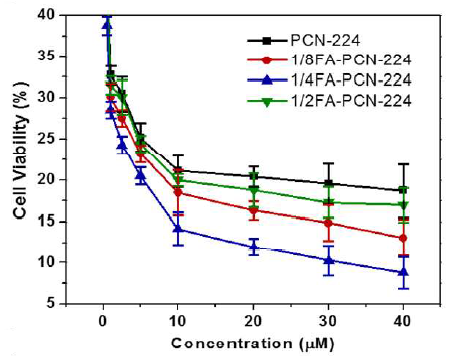 40
35
30
25
20
15
10
5
Cell Viability (%)
PCN-224
1/8FA-PCN-224
1/4FA-PCN-224
1/2FA-PCN-224
0 10 20 30 40
Concentration (μM)